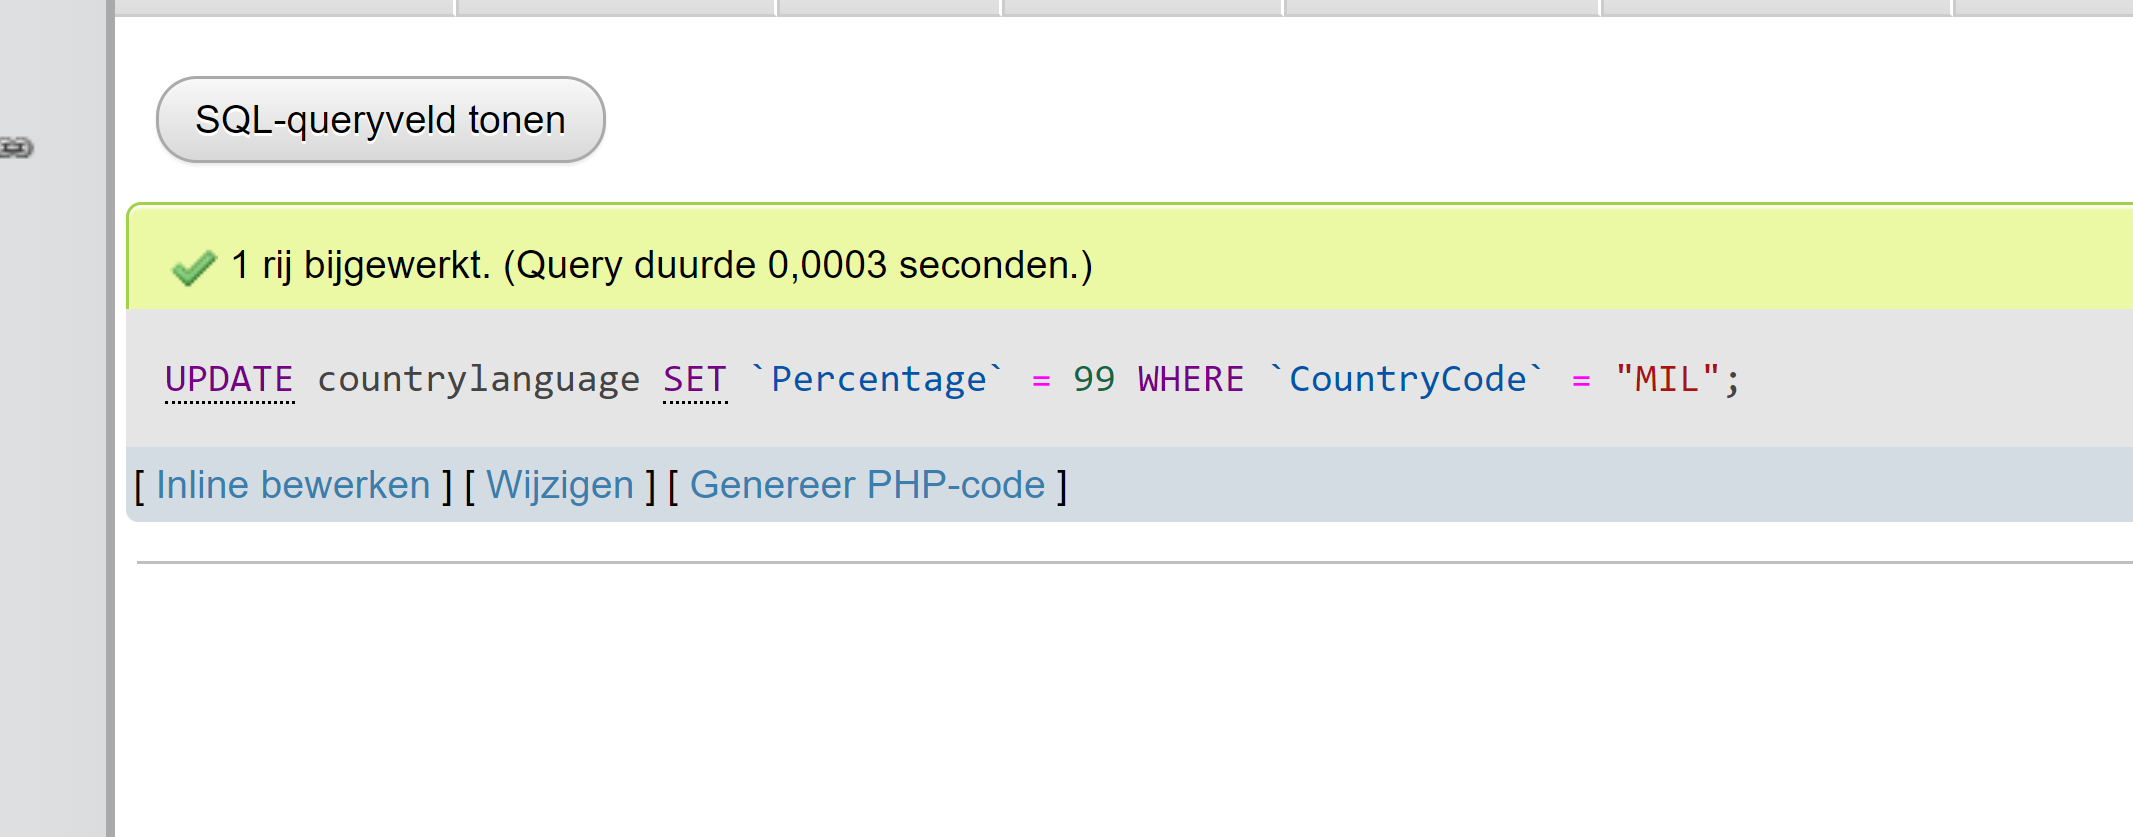 SQL-queryveld tonen
1 rij bijgewerkt. (Query duurde 0,0003 seconden.)
UPDATE countrylanguage SET `Percentage` = 99 WHERE `CountryCode` = "MIL";
[ Inline bewerken ] [ Wijzigen ] [ Genereer PHP-code ]